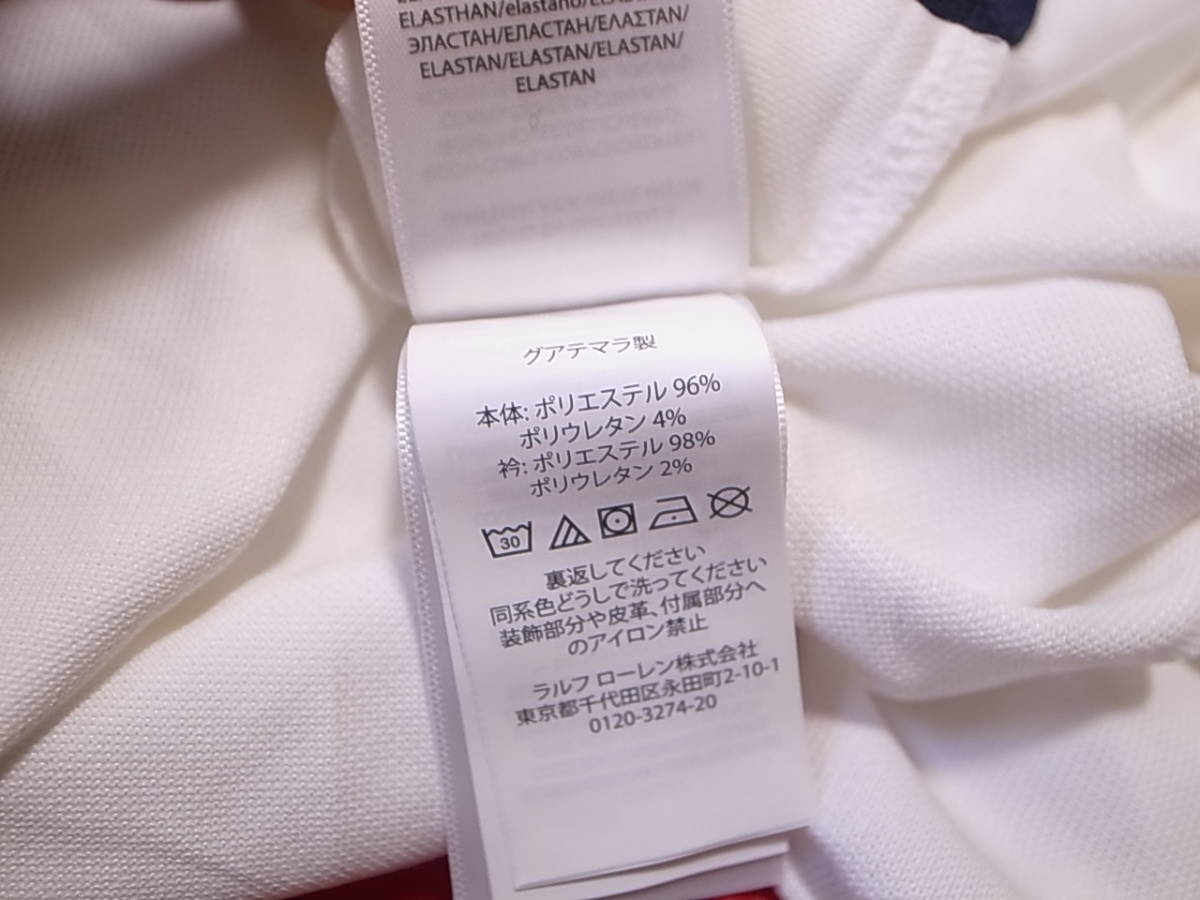 ELASTHAN/elastano/
ЭЛАСТАН/ЕЛАСТАН/ΕΛΑΣΤΑΝ/
ELASTAN/ELASTAN/ELASTAN/
ELASTAN
グアテマラ製
本体: ポリエステル 96%
ポリウレタン 4%
衿: ポリエステル 98%
ポリウレタン 2%
30
裏返してください
同系色どうしで洗ってください
装飾部分や皮革、付属部分へ
のアイロン禁止
ラルフ ローレン株式会社
東京都千代田区永田町2-10-1
0120-3274-20